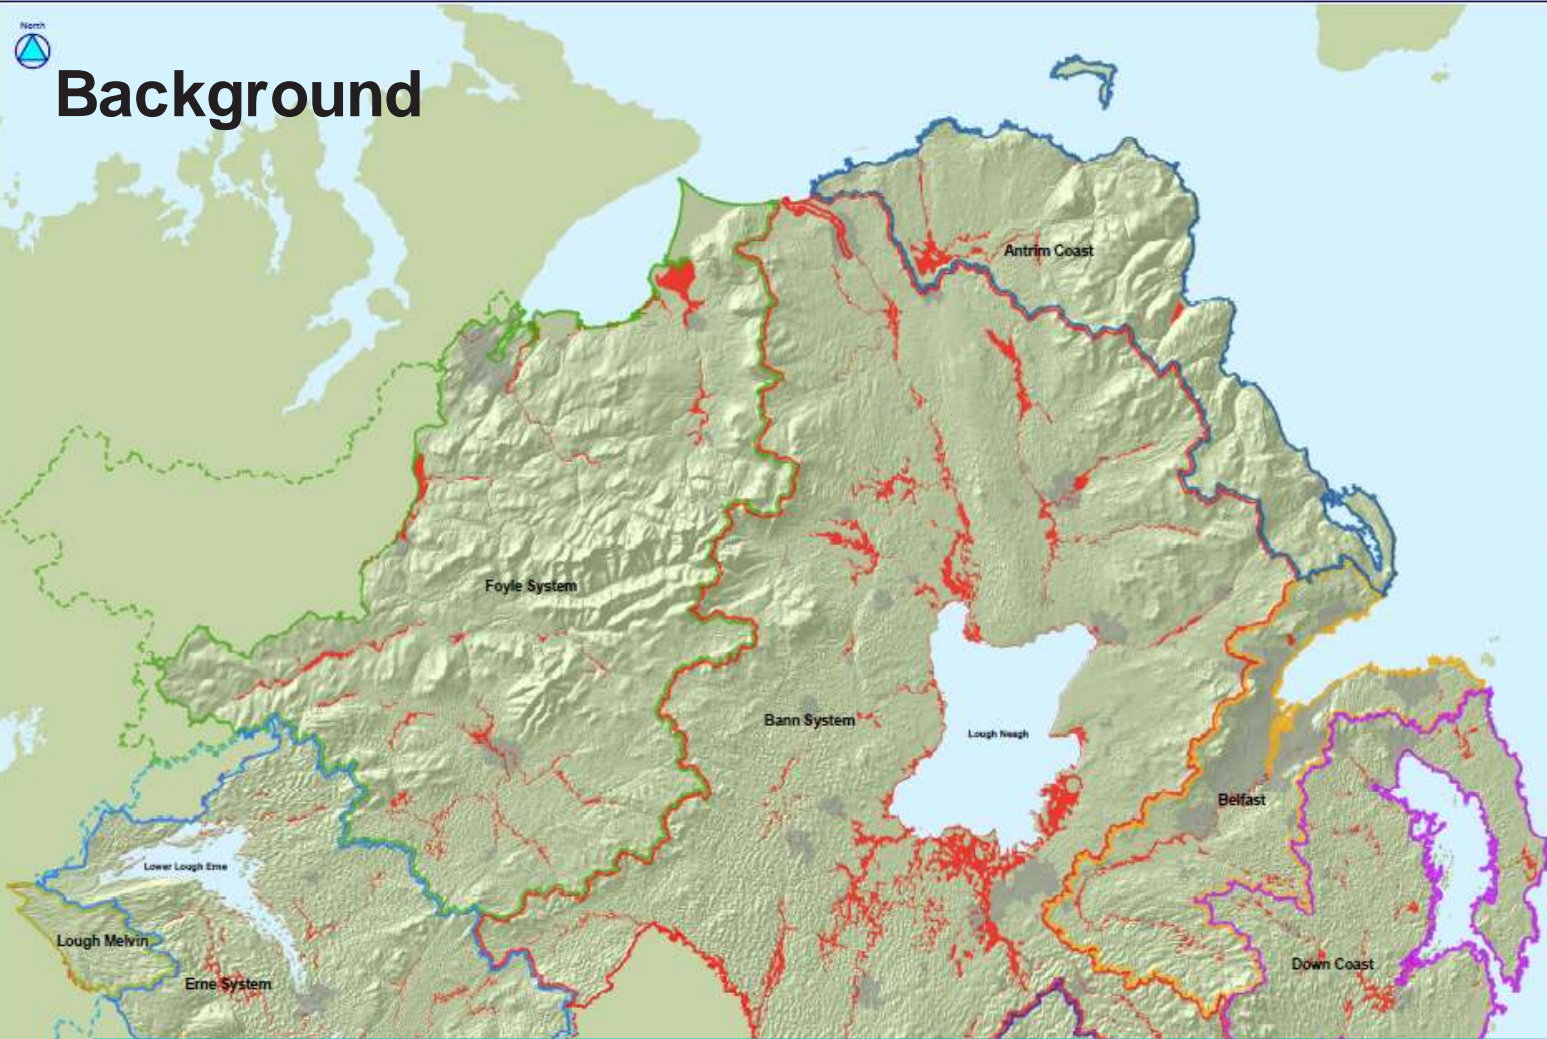 North
Background
Antrim Coast
Foyle System
Bann System
Lough Neagh
Belfast
Lower Lough Erne
Lough Melvin
Down Coast
Erne System